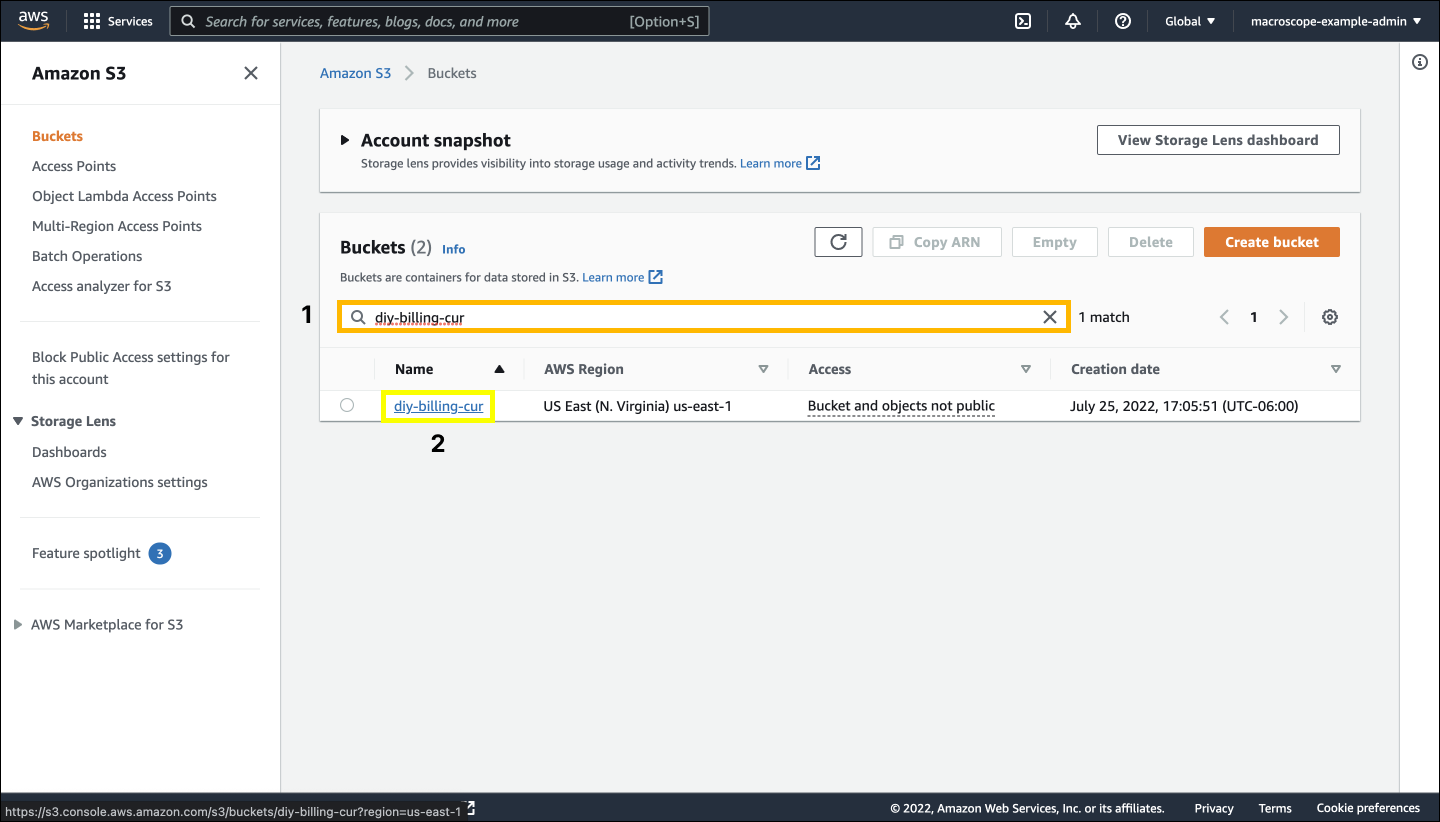 aws
Services
Search for services, features, blogs, docs, and more
[Option+S]
Global
macroscope-example-admin
Amazon S3
Buckets
Access Points
Object Lambda Access Points
Multi-Region Access Points
Batch Operations
Access analyzer for S3
Block Public Access settings for
this account
Storage Lens
Dashboards
AWS Organizations settings
Feature spotlight 3
AWS Marketplace for S3
Amazon S3 Buckets
Account snapshot
Storage lens provides visibility into storage usage and activity trends. Learn more
View Storage Lens dashboard
Buckets (2) Info
Copy ARN
Empty
Delete
Create bucket
Buckets are containers for data stored in S3. Learn more
1
diy-billing-cur
1 match
1
Name AWS Region Access Creation date
diy-billing-cur US East (N. Virginia) us-east-1 Bucket and objects not public July 25, 2022, 17:05:51 (UTC-06:00)
2
https://s3.console.aws.amazon.com/s3/buckets/diy-billing-cur?region=us-east-1
© 2022, Amazon Web Services, Inc. or its affiliates.
Privacy
Terms
Cookie preferences